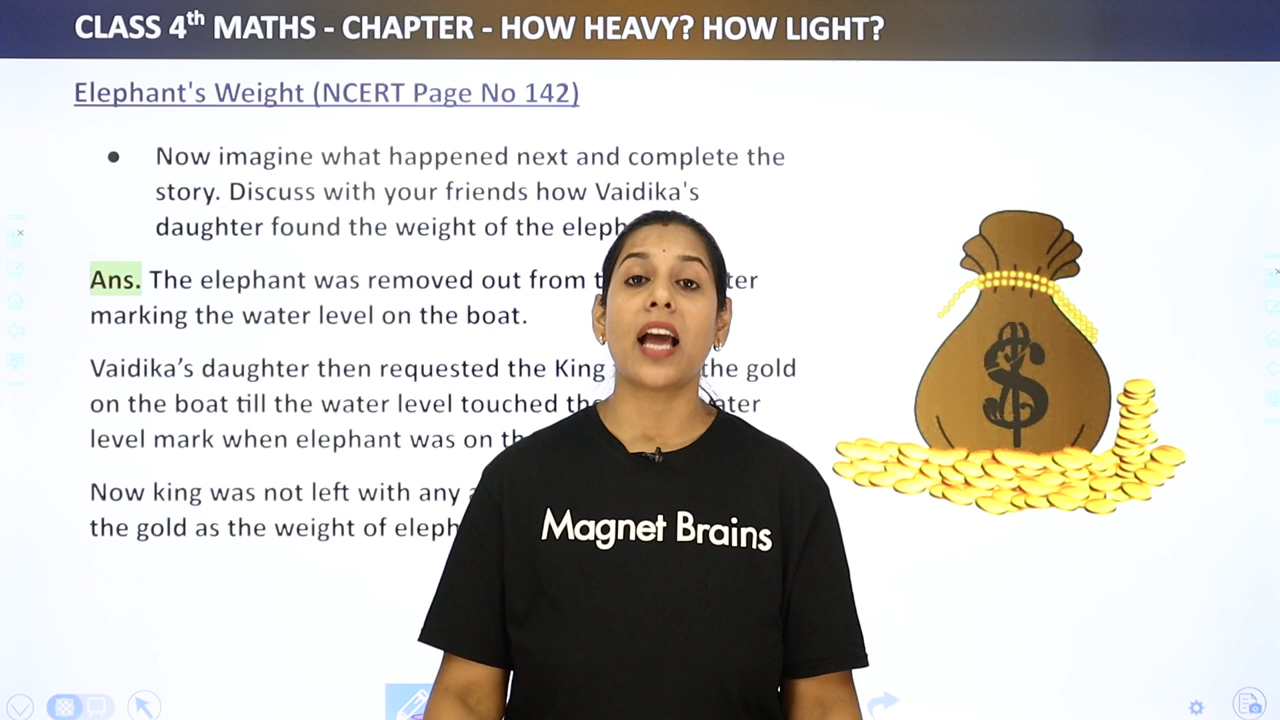 CLASS 4th MATHS - CHAPTER - HOW HEAVY? HOW LIGHT?
Elephant's Weight (NCERT Page No 142)
● Now imagine what happened next and complete the
story. Discuss with your friends how Vaidika's
daughter found the weight of the
Ans. The elephant was removed out from
marking the water level on the boat.
Vaidika’s daughter then requested the King the gold
on the boat till the water level touched
level mark when elephant was on
Now king was not left with any
the gold as the weight of
$
Magnet Brains